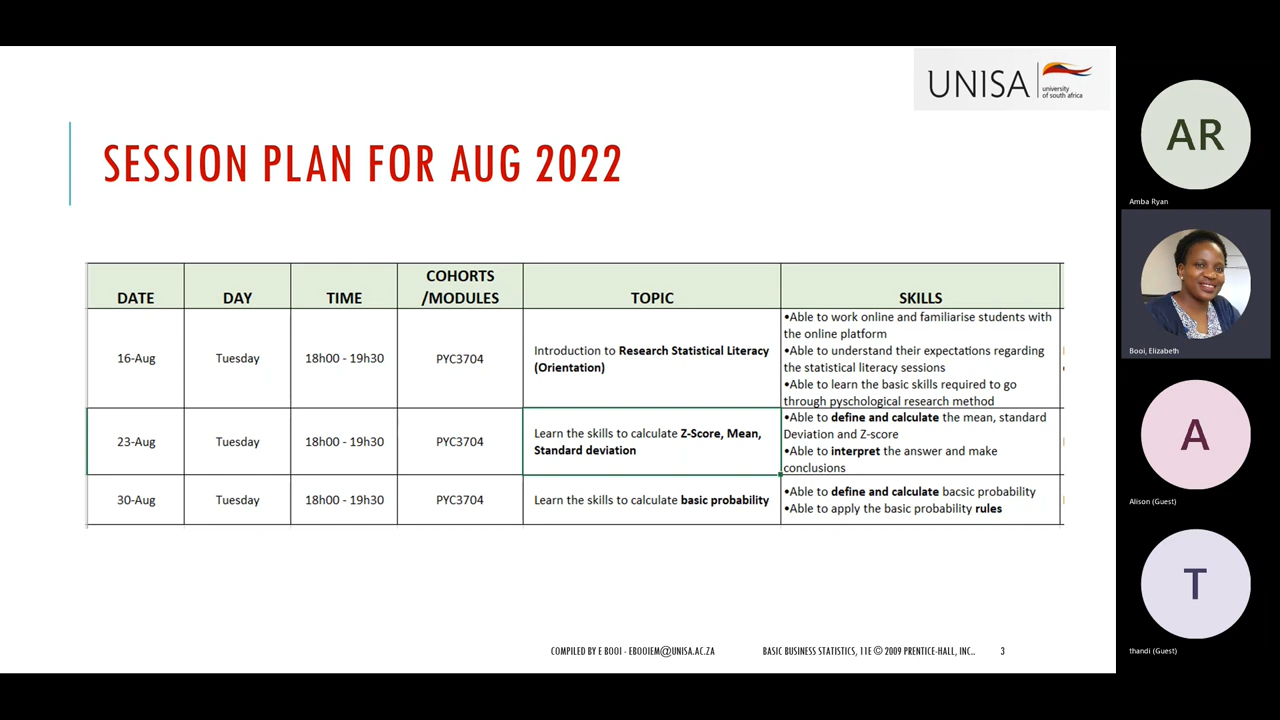 UNISA
university
of south africa
SESSION PLAN FOR AUG 2022
DATE
DAY
TIME
COHORTS
/MODULES
TOPIC
SKILLS
16-Aug
Tuesday
18h00 - 19h30
PYC3704
Introduction to Research Statistical Literacy
(Orientation)
•Able to work online and familiarise students with
the online platform
•Able to understand their expectations regarding
the statistical literacy sessions
•Able to learn the basic skills required to go
through pyschological research method
23-Aug
Tuesday
18h00 - 19h30
PYC3704
Learn the skills to calculate Z-Score, Mean,
Standard deviation
•Able to define and calculate the mean, standard
Deviation and Z-score
•Able to interpret the answer and make
conclusions
30-Aug
Tuesday
18h00 - 19h30
PYC3704
Learn the skills to calculate basic probability
•Able to define and calculate bacsic probability
•Able to apply the basic probability rules
COMPILED BY E BOOI - EBOOIEM@UNISA.AC.ZA
BASIC BUSINESS STATISTICS, 11E © 2009 PRENTICE-HALL, INC..
3
AR
Amba Ryan
Booi, Elizabeth
A
Alison (Guest)
T
thandi (Guest)